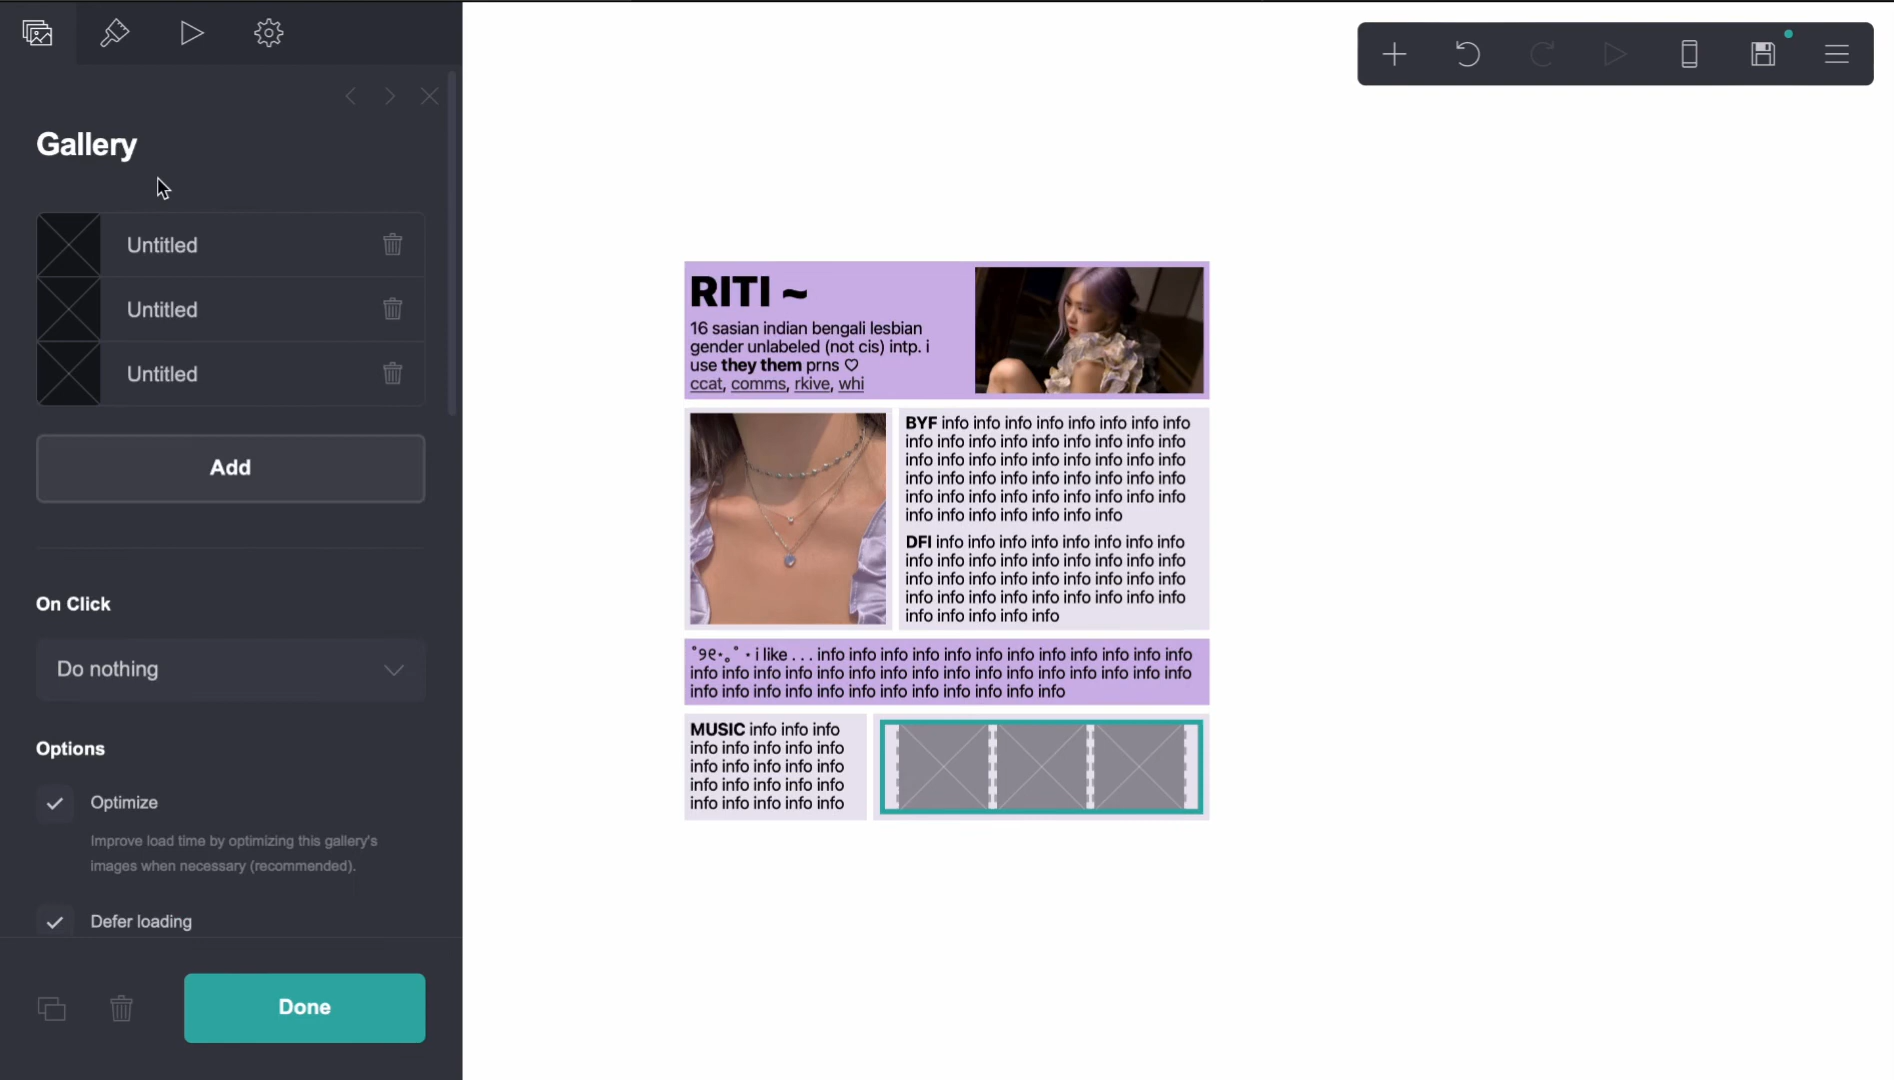 Gallery
Untitled
Untitled
Untitled
Add
On Click
Do nothing
Options
Optimize
Improve load time by optimizing this gallery's
images when necessary (recommended).
Defer loading
Done
RITI ~
16 sasian indian bengali lesbian
gender unlabeled (not cis) intp. i
use they them prns ♡
ccat, comms, rkive, whi
BYF info info info info info info info info
info info info info info info info info info
info info info info info info info info info
info info info info info info info info info
info info info info info info info info info
info info info info info info info
DFI info info info info info info info info
info info info info info info info info info
info info info info info info info info info
info info info info info info info info info
info info info info info
˚୨୧⋆｡˚ ⋆ i like . . . info info info info info info info info info info info info
info info info info info info info info info info info info info info info info
info info info info info info info info info info info info
MUSIC info info info
info info info info info
info info info info info
info info info info info
info info info info info